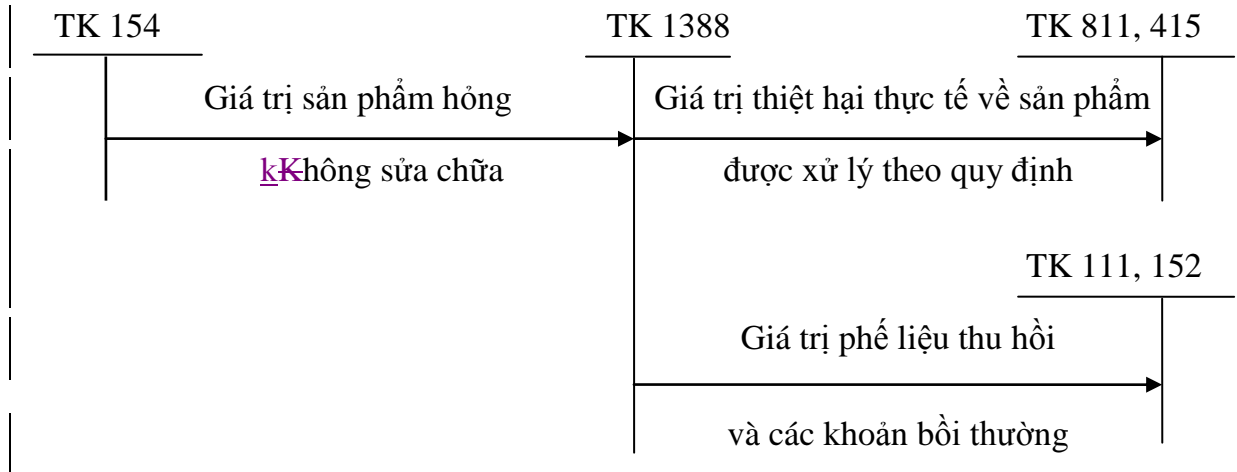 TK 154 TK 1388 TK 811, 415
Giá trị sản phẩm hỏng Giá trị thiệt hại thực tế về sản phẩm
kKhông sửa chữa được xử lý theo quy định
TK 111, 152
Giá trị phế liệu thu hồi
và các khoản bồi thường